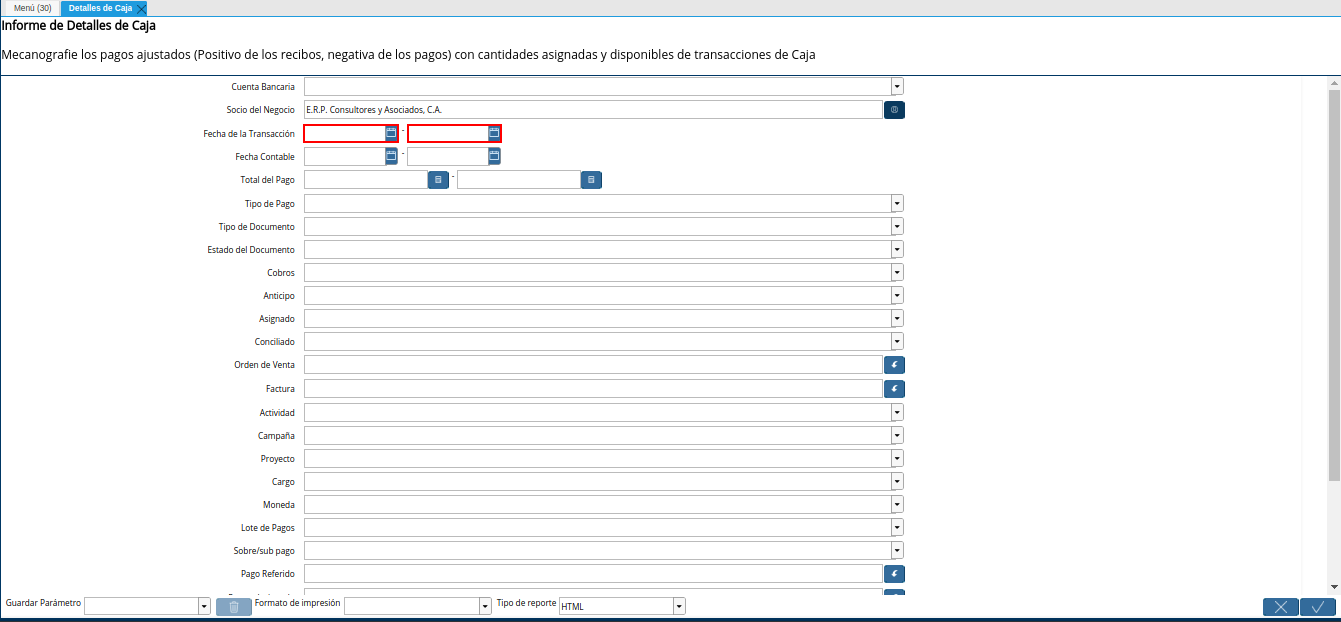 Menú (30) Detalles de Caja
Informe de Detalles de Caja
Mecanografie los pagos ajustados (Positivo de los recibos, negativa de los pagos) con cantidades asignadas y disponibles de transacciones de Caja
Cuenta Bancaria
Socio del Negocio E.R.P. Consultores y Asociados, C.A.
Fecha de la Transacción -
Fecha Contable -
Total del Pago -
Tipo de Pago
Tipo de Documento
Estado del Documento
Cobros
Anticipo
Asignado
Conciliado
Orden de Venta
Factura
Actividad
Campaña
Proyecto
Cargo
Moneda
Lote de Pagos
Sobre/sub pago
Pago Referido
Guardar Parámetro Formato de impresión Tipo de reporte HTML